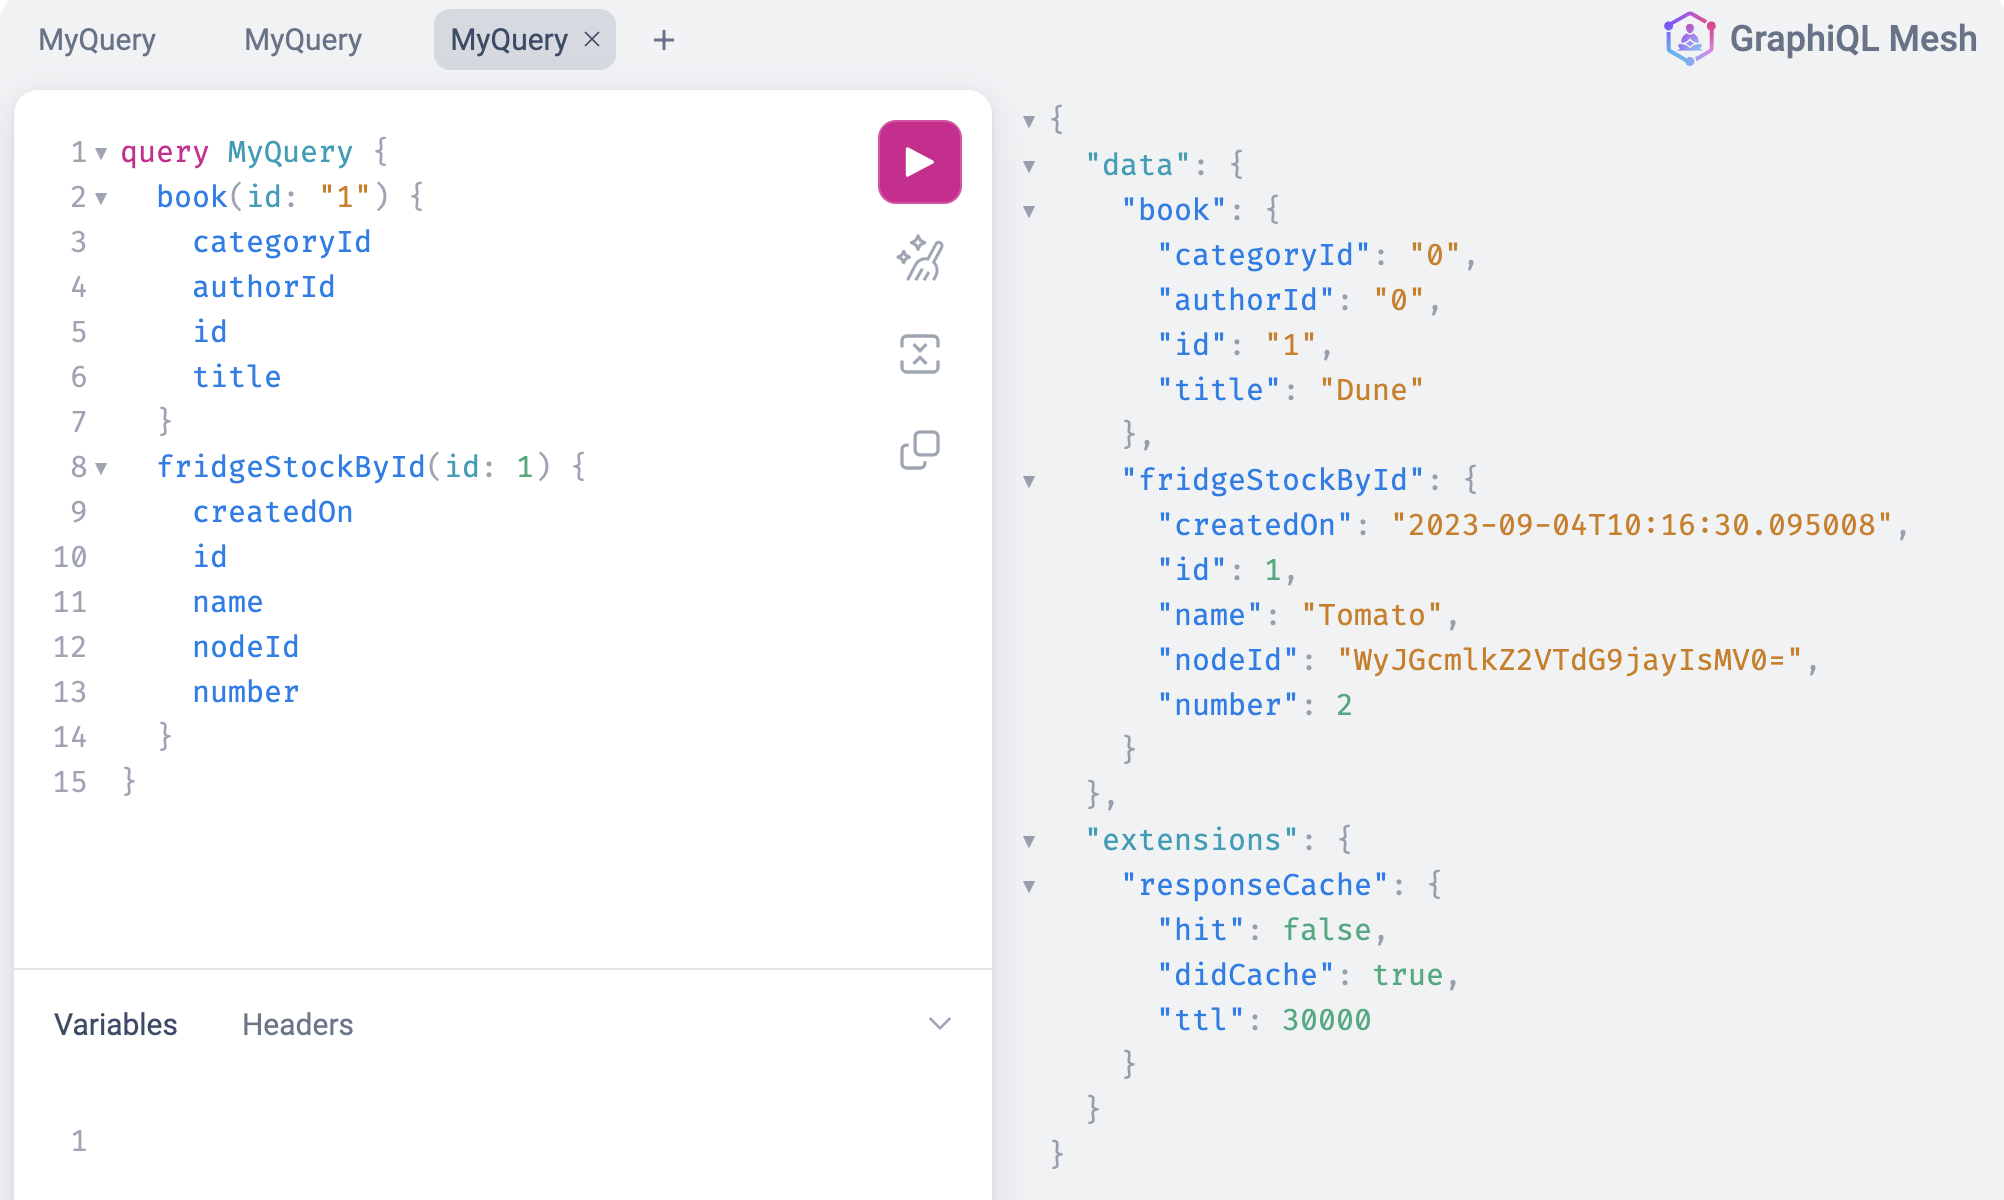 MyQuery MyQuery MyQuery × +
GraphiQL Mesh
1 query MyQuery {
2 book(id: "1") {
3 categoryId
4 authorId
5 id
6 title
7 }
8 fridgeStockById(id: 1) {
9 createdOn
10 id
11 name
12 nodeId
13 number
14 }
15 }
Variables Headers
1
{
"data": {
"book": {
"categoryId": "0",
"authorId": "0",
"id": "1",
"title": "Dune"
},
"fridgeStockById": {
"createdOn": "2023-09-04T10:16:30.095008",
"id": 1,
"name": "Tomato",
"nodeId": "WyJGcmlkZ2VTdG9jayIsMV0=",
"number": 2
}
},
"extensions": {
"responseCache": {
"hit": false,
"didCache": true,
"ttl": 30000
}
}
}